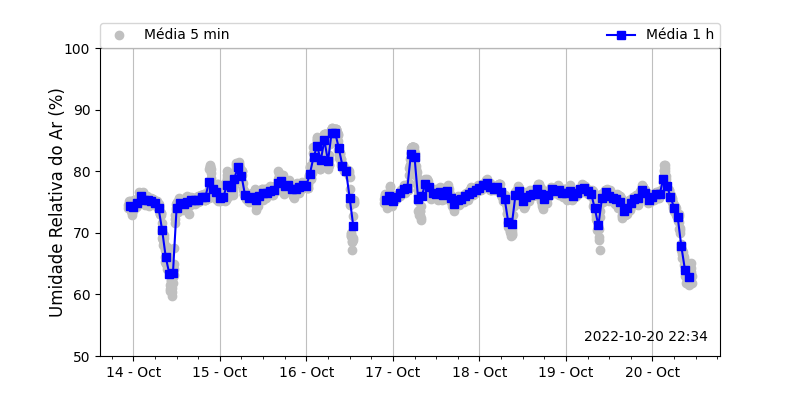 Média 5 min
Média 1 h
Umidade Relativa do Ar (%)
100
90
80
70
60
50
2022-10-20 22:34
14 - Oct
15 - Oct
16 - Oct
17 - Oct
18 - Oct
19 - Oct
20 - Oct